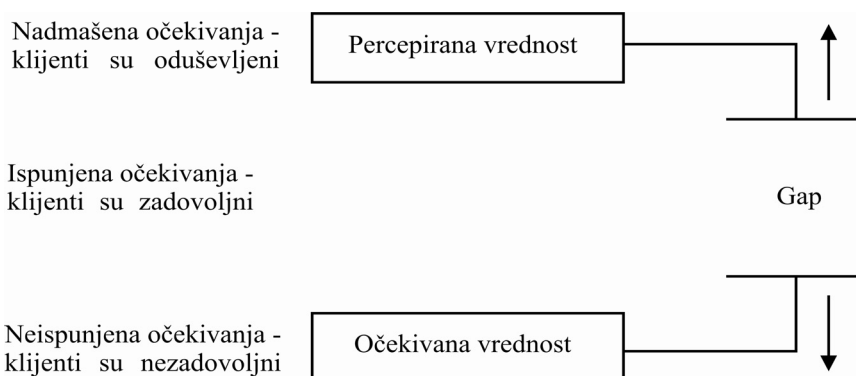 Nadmašena očekivanja -
klijenti su oduševljeni
Percepirana vrednost
Ispunjena očekivanja -
klijenti su zadovoljni
Gap
Neispunjena očekivanja -
klijenti su nezadovoljni
Očekivana vrednost